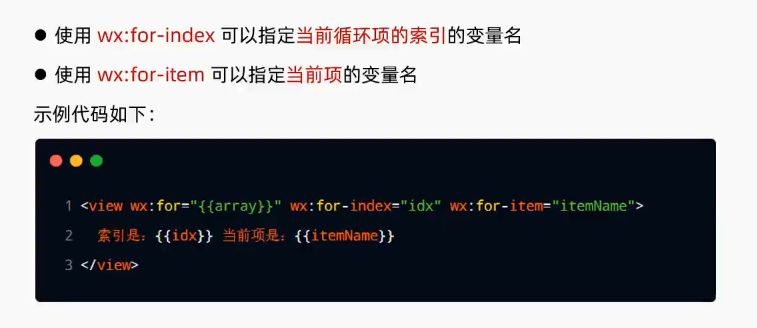 ● 使用 wx:for-index 可以指定当前循环项的索引的变量名
● 使用 wx:for-item 可以指定当前项的变量名
示例代码如下：
1 <view wx:for="{{array}}" wx:for-index="idx" wx:for-item="itemName">
2 索引是：{{idx}} 当前项是：{{itemName}}
3 </view>